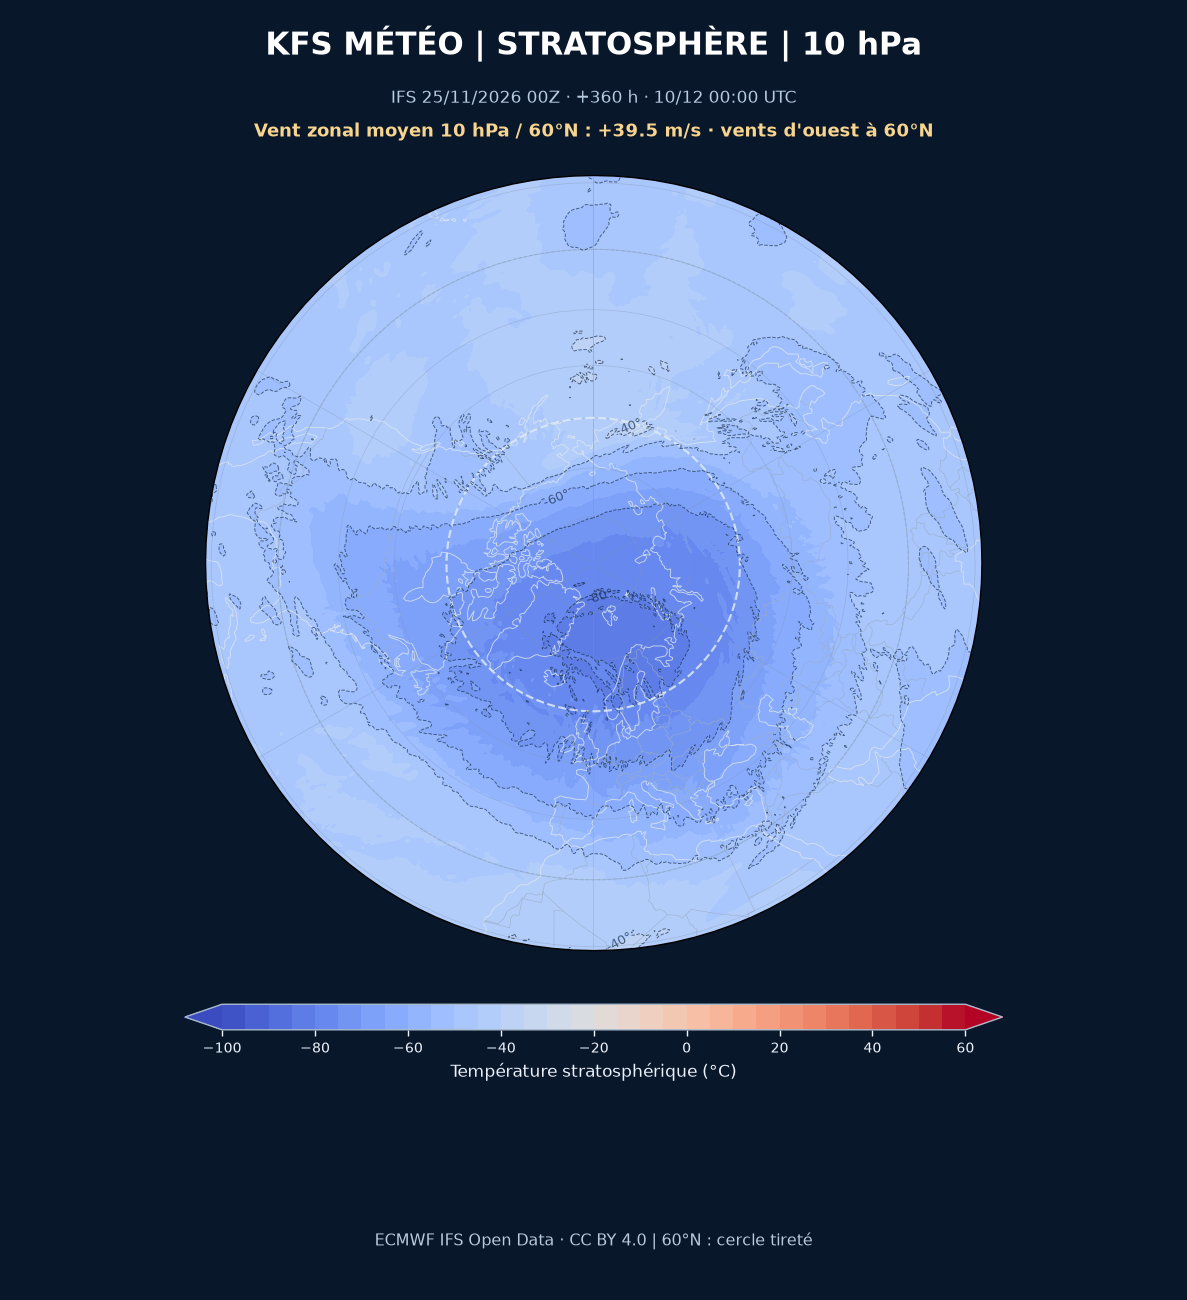 KFS MÉTÉO | STRATOSPHÈRE | 10 hPa
IFS 25/11/2026 00Z · +360 h · 10/12 00:00 UTC
Vent zonal moyen 10 hPa / 60°N : +39.5 m/s · vents d'ouest à 60°N
-40°
-60°
-80°
-40°
−100 −80 −60 −40 −20 0 20 40 60
Température stratosphérique (°C)
ECMWF IFS Open Data · CC BY 4.0 | 60°N : cercle tireté